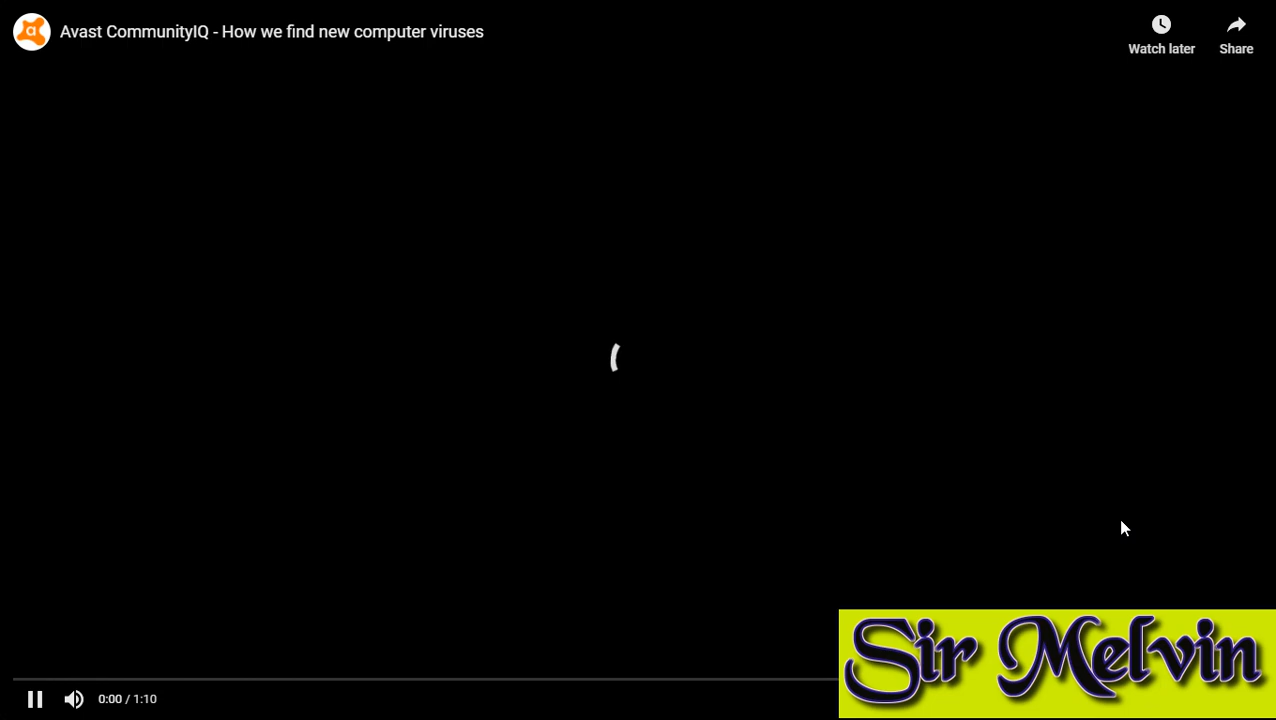 Avast CommunityIQ - How we find new computer viruses
Watch later
Share
Sir Melvin
0:00 / 1:10